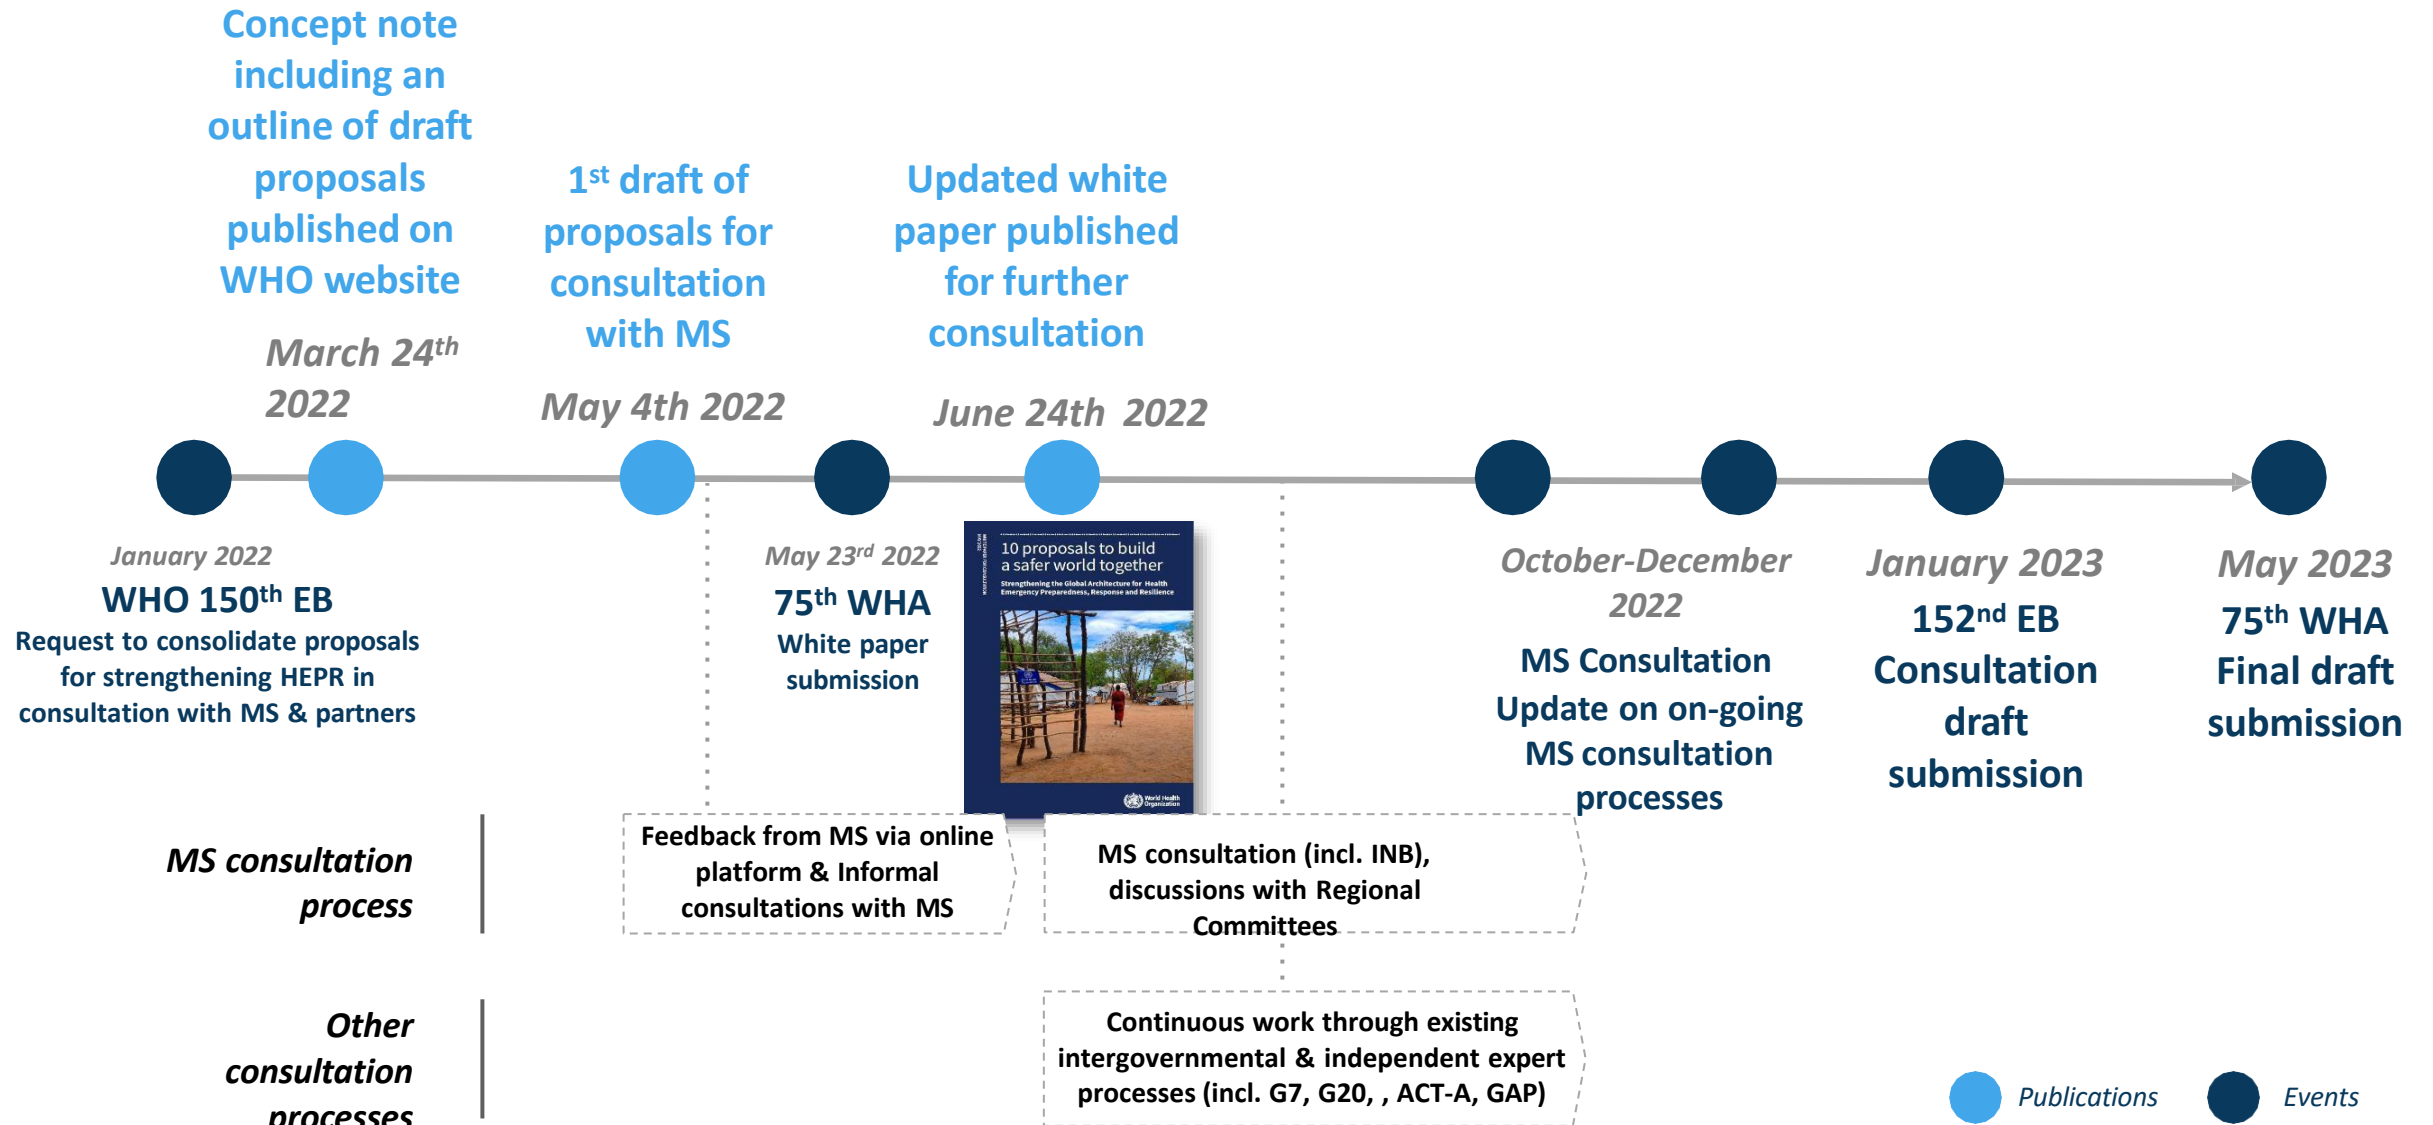 Concept note
including an
outline of draft
proposals
published on
WHO website
March 24th
2022
1st draft of
proposals for
consultation
with MS
May 4th 2022
Updated white
paper published
for further
consultation
June 24th 2022
January 2022
WHO 150th EB
Request to consolidate proposals
for strengthening HEPR in
consultation with MS & partners
May 23rd 2022
75th WHA
White paper
submission
10 proposals to build
a safer world together
Strengthening the Global Architecture for Health
Emergency Preparedness, Response and Resilience
World Health
Organization
October-December
2022
MS Consultation
Update on on-going
MS consultation
processes
January 2023
152nd EB
Consultation
draft
submission
May 2023
75th WHA
Final draft
submission
MS consultation
process
Feedback from MS via online
platform & Informal
consultations with MS
MS consultation (incl. INB),
discussions with Regional
Committees
Other
consultation
processes
Continuous work through existing
intergovernmental & independent expert
processes (incl. G7, G20, , ACT-A, GAP)
Publications
Events